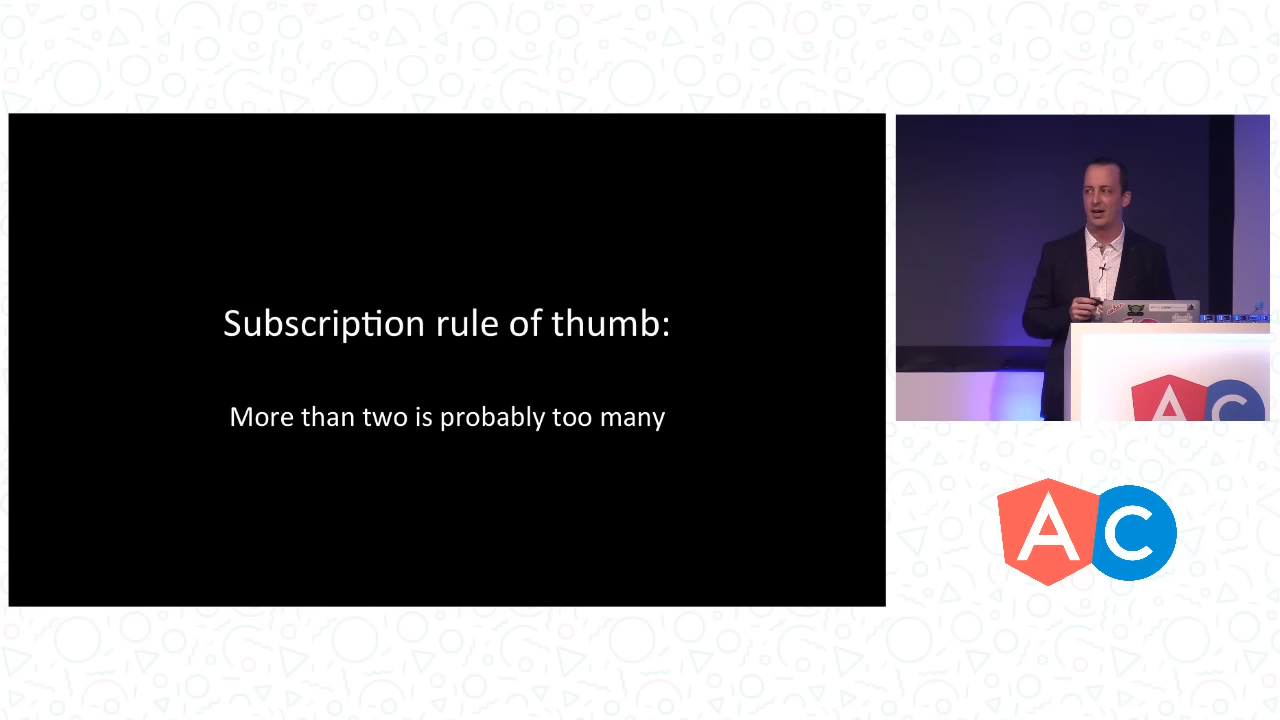 Subscription rule of thumb:
More than two is probably too many
A C
A C